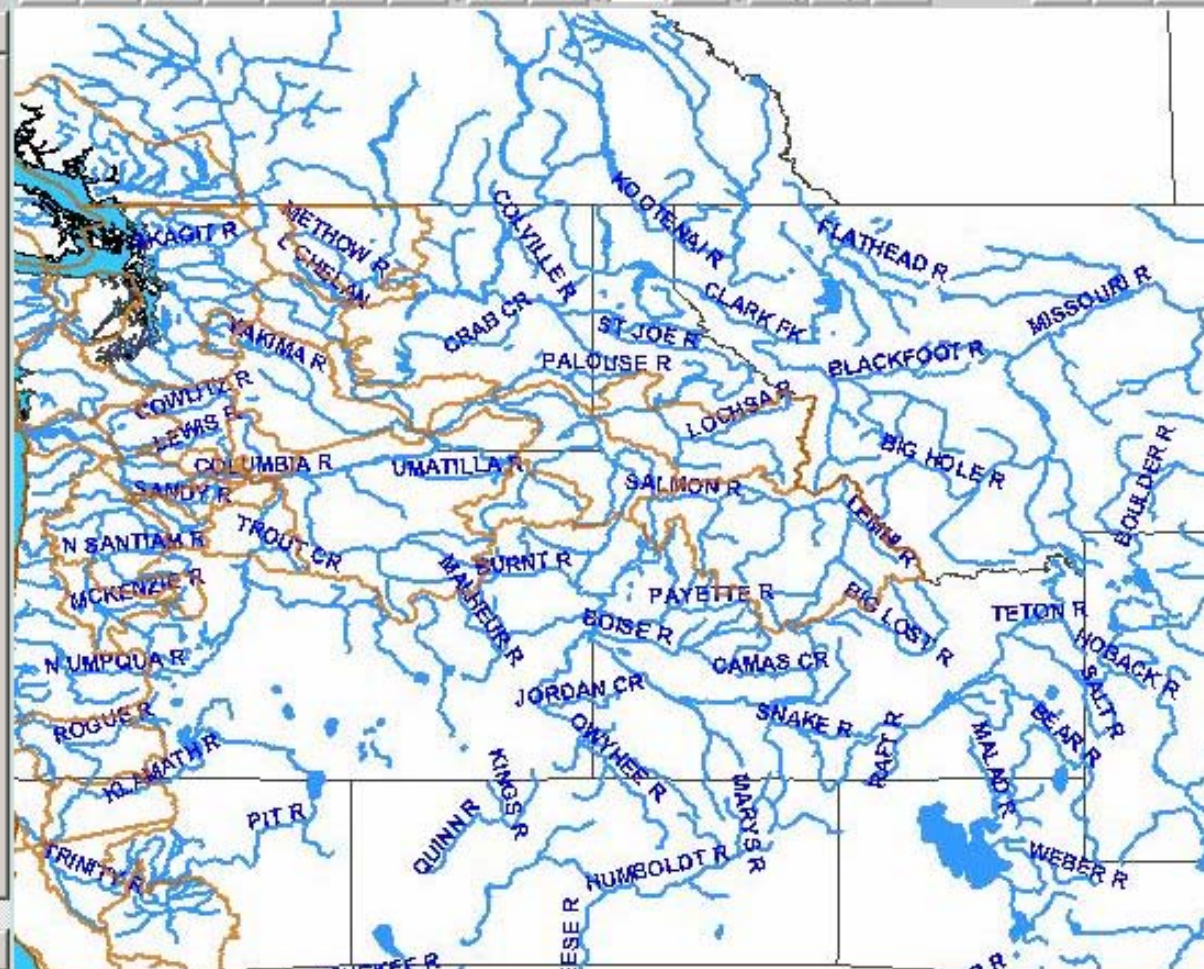 KOOTENAI R
METHOW R
COLVILLE R
SKAGIT R
FLATHEAD R
L CHELAN
MISSOURI R
CLARK FK
CRAB CR
YAKIMA R
ST JOE R
PALOUSE R
BLACKFOOT R
COWLITZ R
LOCHSA R
LEWIS R
BIG HOLE R
BOULDER R
COLUMBIA R
UMATILLA R
SANDY R
SALMON R
LEMHI R
N SANTIAM R
TROUT CR
BURNT R
MALHEUR R
MCKENZIE R
PAYETTE R
BIG LOST R
TETON R
BOISE R
HOBACK R
N UMPQUA R
CAMAS CR
SALT R
JORDAN CR
ROGUE R
SNAKE R
BEAR R
OWYHEE R
RAFT R
MALAD R
KLAMATH R
KINGS R
MARYS R
PIT R
QUINN R
TRINITY R
HUMBOLDT R
WEBER R
ESE R